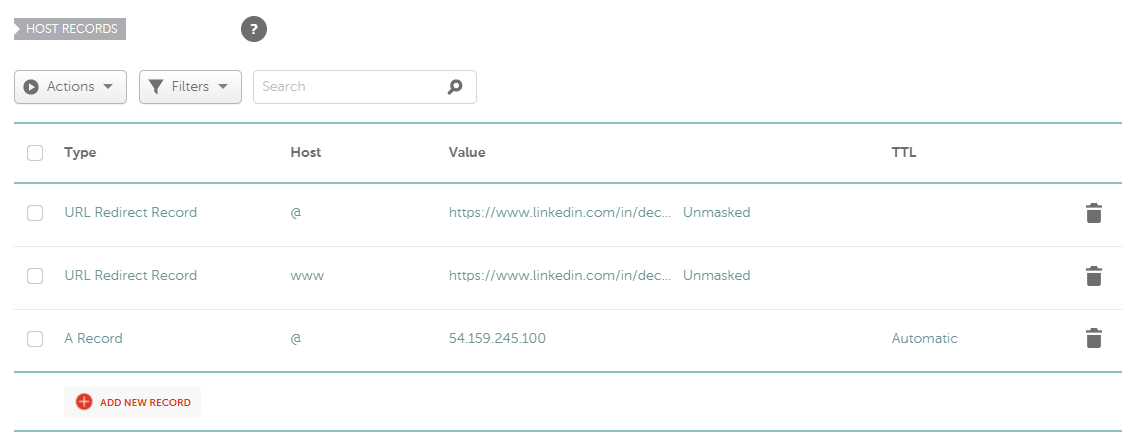 HOST RECORDS ?
Actions Filters Search
Type Host Value TTL
URL Redirect Record @ https://www.linkedin.com/in/dec... Unmasked
URL Redirect Record www https://www.linkedin.com/in/dec... Unmasked
A Record @ 54.159.245.100 Automatic
ADD NEW RECORD